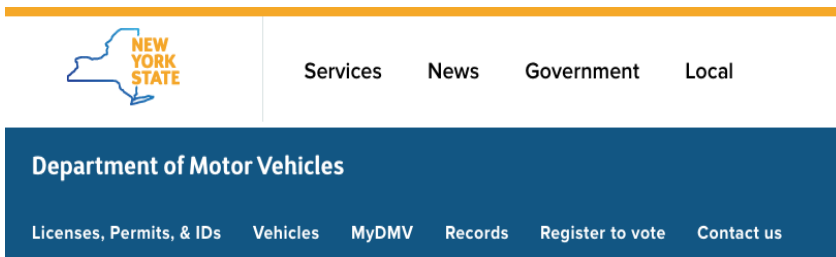 NEW
YORK
STATE
Services News Government Local
Department of Motor Vehicles
Licenses, Permits, & IDs Vehicles MyDMV Records Register to vote Contact us